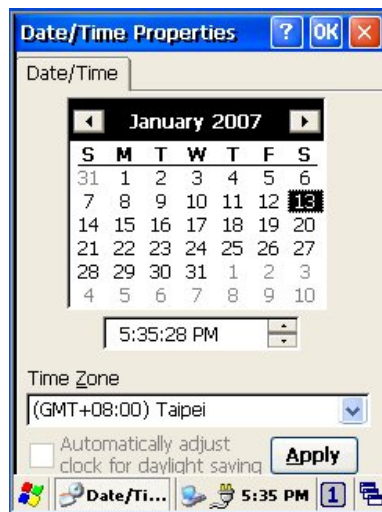 Date/Time Properties ? OK ×
Date/Time
January 2007
S M T W T F S
31 1 2 3 4 5 6
7 8 9 10 11 12 13
14 15 16 17 18 19 20
21 22 23 24 25 26 27
28 29 30 31 1 2 3
4 5 6 7 8 9 10
5:35:28 PM
Time Zone
(GMT+08:00) Taipei
Automatically adjust
clock for daylight saving
Apply
Date/Ti... 5:35 PM 1